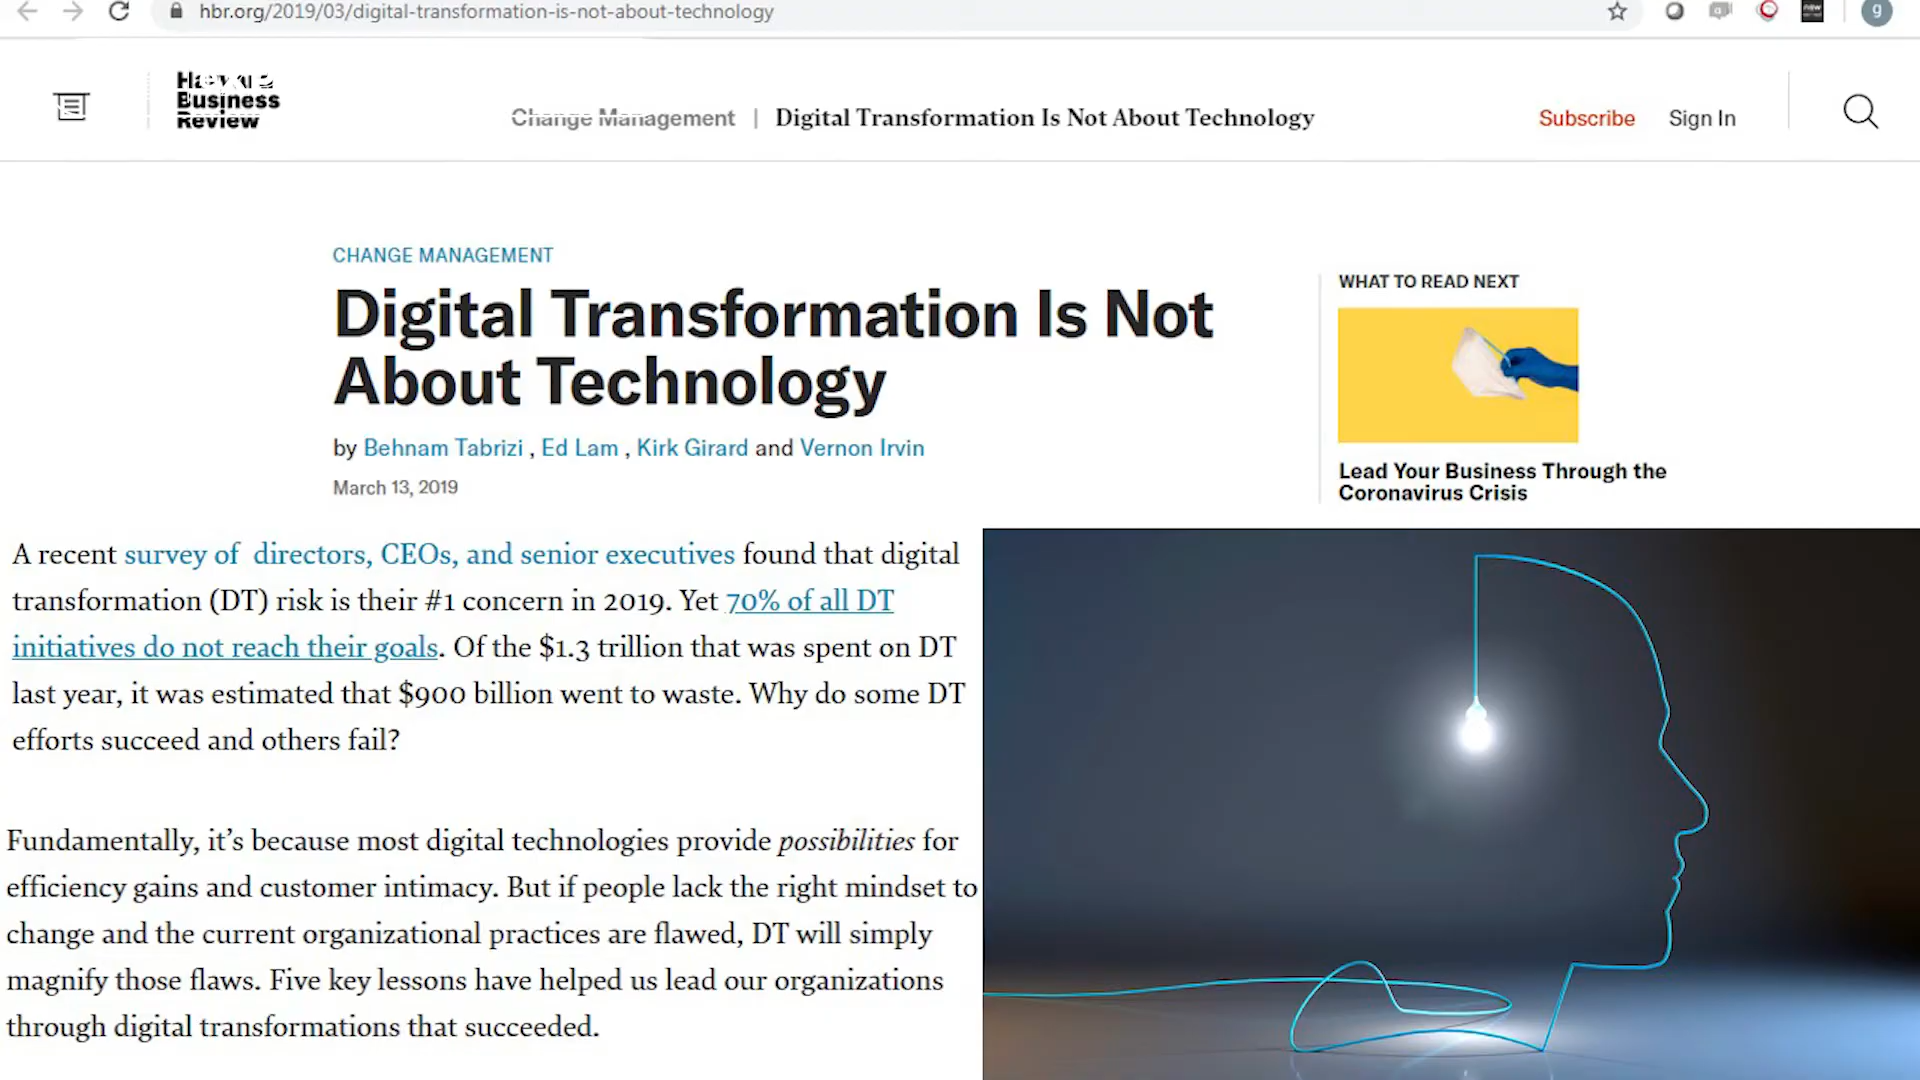 hbr.org/2019/03/digital-transformation-is-not-about-technology
g
Business
Review
Change Management | Digital Transformation Is Not About Technology
Subscribe Sign In
CHANGE MANAGEMENT
Digital Transformation Is Not
About Technology
by Behnam Tabrizi , Ed Lam , Kirk Girard and Vernon Irvin
March 13, 2019
WHAT TO READ NEXT
Lead Your Business Through the
Coronavirus Crisis
A recent survey of directors, CEOs, and senior executives found that digital
transformation (DT) risk is their #1 concern in 2019. Yet 70% of all DT
initiatives do not reach their goals. Of the $1.3 trillion that was spent on DT
last year, it was estimated that $900 billion went to waste. Why do some DT
efforts succeed and others fail?
Fundamentally, it’s because most digital technologies provide possibilities for
efficiency gains and customer intimacy. But if people lack the right mindset to
change and the current organizational practices are flawed, DT will simply
magnify those flaws. Five key lessons have helped us lead our organizations
through digital transformations that succeeded.